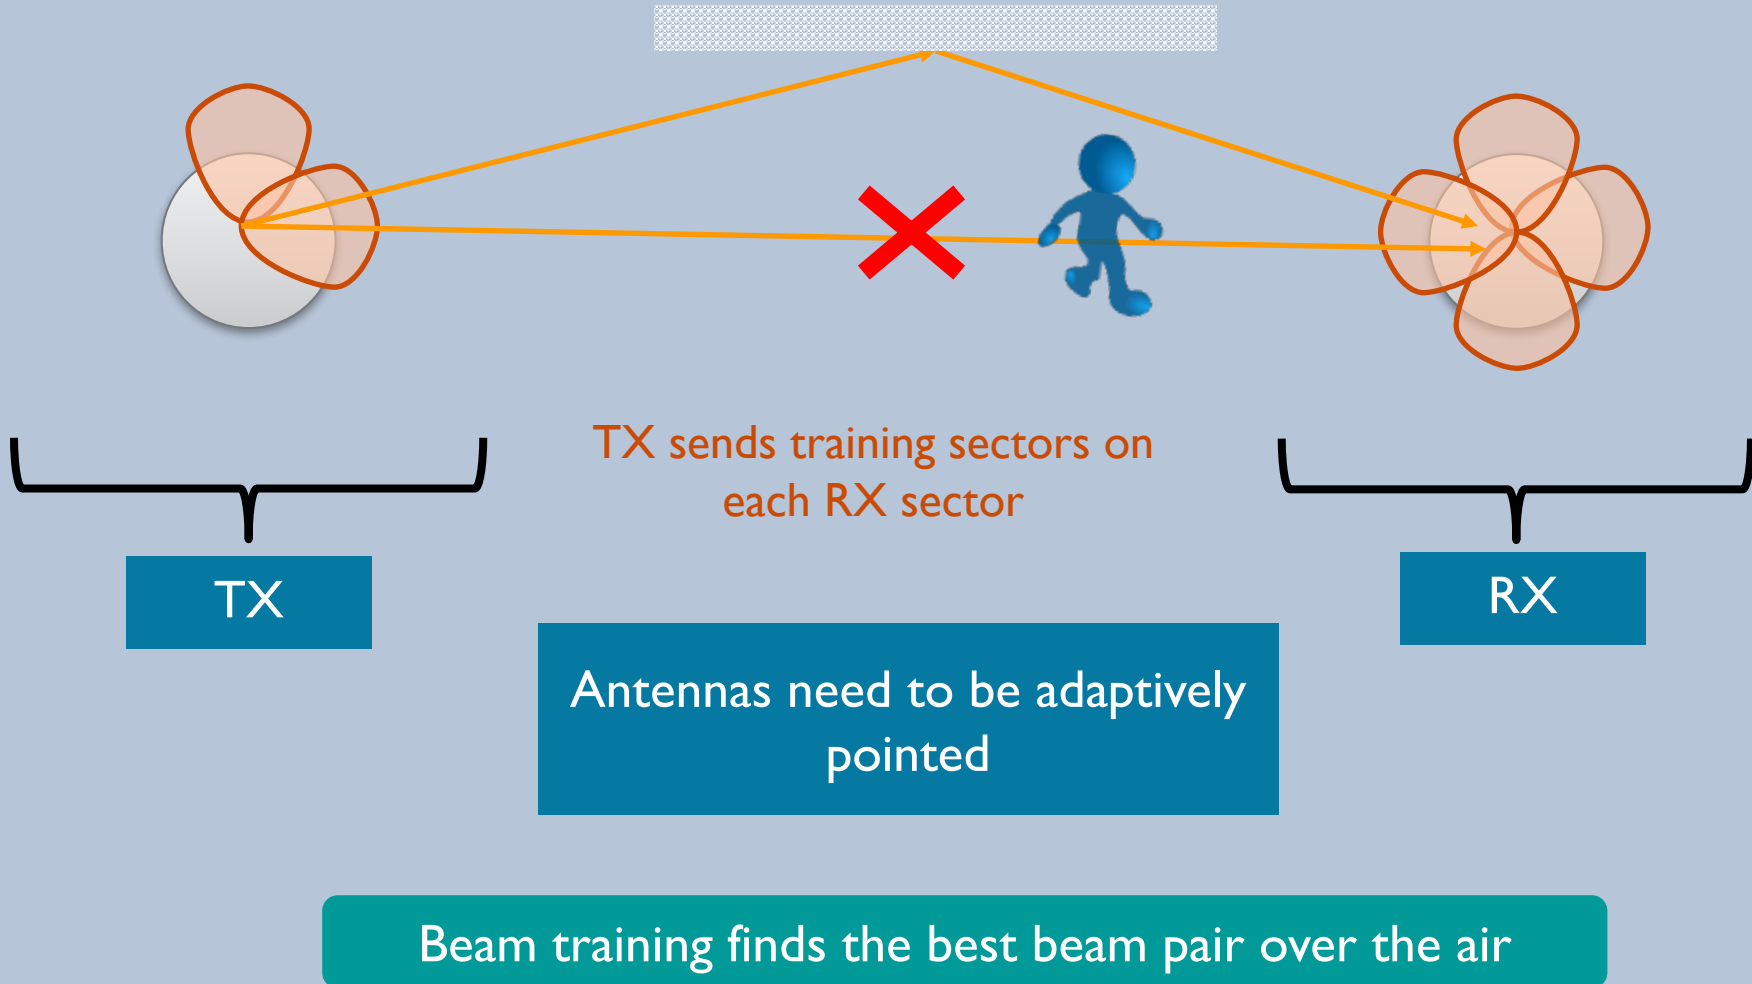 TX sends training sectors on
each RX sector
TX
RX
Antennas need to be adaptively
pointed
Beam training finds the best beam pair over the air